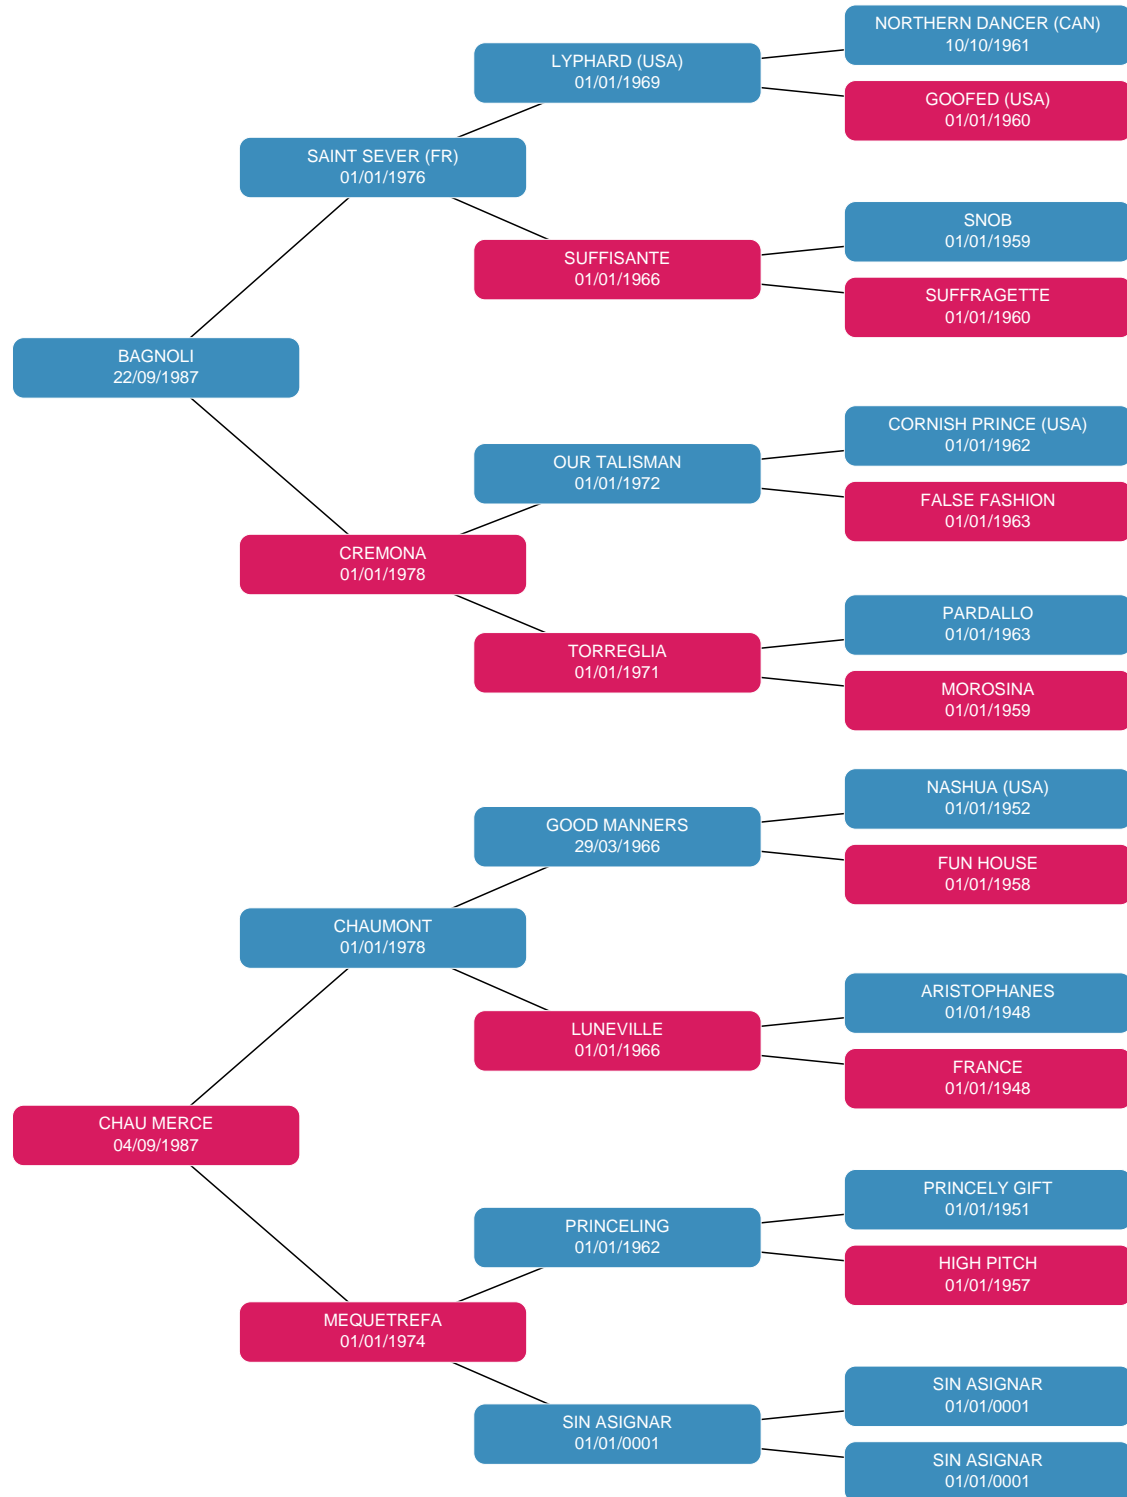 NORTHERN DANCER (CAN)
10/10/1961
LYPHARD (USA)
01/01/1969
GOOFED (USA)
01/01/1960
SAINT SEVER (FR)
01/01/1976
SNOB
01/01/1959
SUFFISANTE
01/01/1966
SUFFRAGETTE
01/01/1960
BAGNOLI
22/09/1987
CORNISH PRINCE (USA)
01/01/1962
OUR TALISMAN
01/01/1972
FALSE FASHION
01/01/1963
CREMONA
01/01/1978
PARDALLO
01/01/1963
TORREGLIA
01/01/1971
MOROSINA
01/01/1959
NASHUA (USA)
01/01/1952
GOOD MANNERS
29/03/1966
FUN HOUSE
01/01/1958
CHAUMONT
01/01/1978
ARISTOPHANES
01/01/1948
LUNEVILLE
01/01/1966
FRANCE
01/01/1948
CHAU MERCE
04/09/1987
PRINCELY GIFT
01/01/1951
PRINCELING
01/01/1962
HIGH PITCH
01/01/1957
MEQUETREFA
01/01/1974
SIN ASIGNAR
01/01/0001
SIN ASIGNAR
01/01/0001
SIN ASIGNAR
01/01/0001